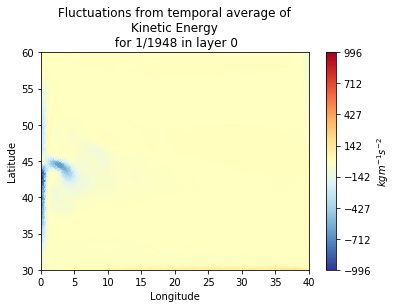 Fluctuations from temporal average of
Kinetic Energy
for 1/1948 in layer 0
60
55
50
45
40
35
30
Latitude
0 5 10 15 20 25 30 35 40
Longitude
996
712
427
142
−142
−427
−712
−996
kgm⁻¹s⁻²